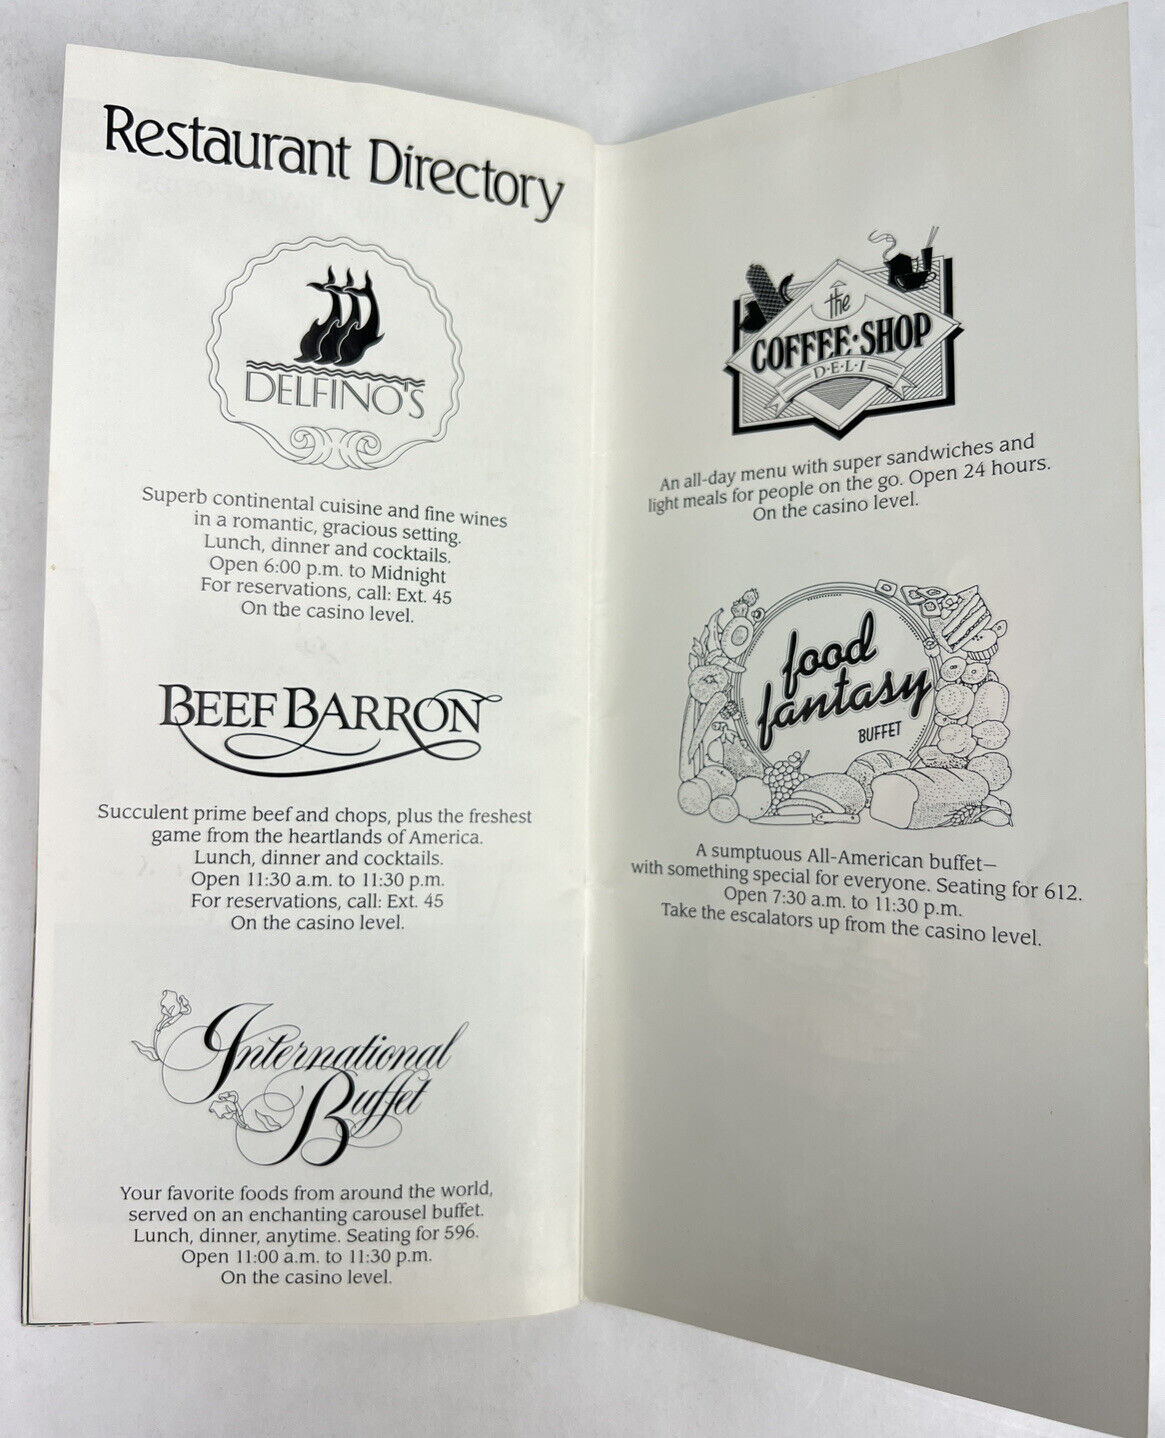 Restaurant Directory
DELFINO'S
Superb continental cuisine and fine wines
in a romantic, gracious setting.
Lunch, dinner and cocktails.
Open 6:00 p.m. to Midnight
For reservations, call: Ext. 45
On the casino level.
BEEF BARRON
Succulent prime beef and chops, plus the freshest
game from the heartlands of America.
Lunch, dinner and cocktails.
Open 11:30 a.m. to 11:30 p.m.
For reservations, call: Ext. 45
On the casino level.
International
Buffet
Your favorite foods from around the world,
served on an enchanting carousel buffet.
Lunch, dinner, anytime. Seating for 596.
Open 11:00 a.m. to 11:30 p.m.
On the casino level.
the
COFFEE·SHOP
D·E·L·I
An all-day menu with super sandwiches and
light meals for people on the go. Open 24 hours.
On the casino level.
food
fantasy
BUFFET
A sumptuous All-American buffet—
with something special for everyone. Seating for 612.
Open 7:30 a.m. to 11:30 p.m.
Take the escalators up from the casino level.